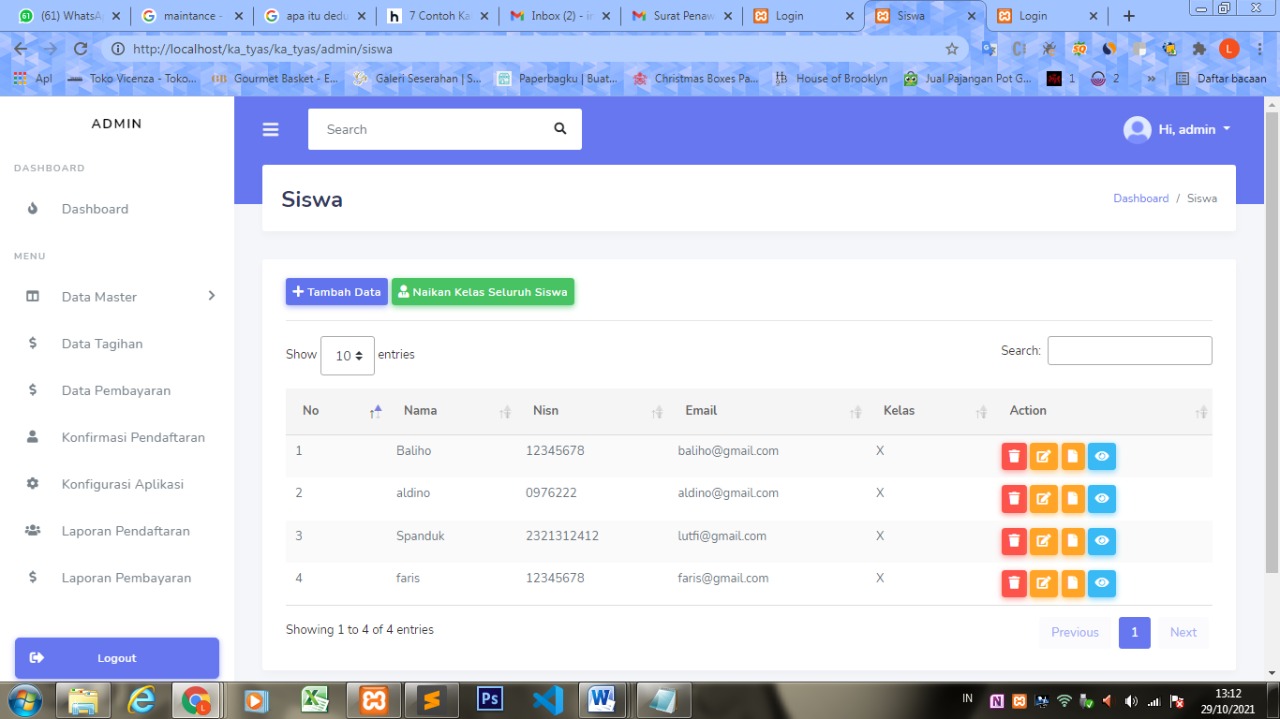 (61) WhatsA
maintance -
apa itu dedu
7 Contoh Ka
Inbox (2) - ir
Surat Penaw
Login
Siswa
Login
http://localhost/ka_tyas/ka_tyas/admin/siswa
Apl
Toko Vicenza - Toko...
Gourmet Basket - E...
Galeri Seserahan | S...
Paperbagku | Buat...
Christmas Boxes Pa...
House of Brooklyn
Jual Pajangan Pot G...
1
2
»
Daftar bacaan
ADMIN
Search
Hi, admin
DASHBOARD
Dashboard
MENU
Data Master
Data Tagihan
Data Pembayaran
Konfirmasi Pendaftaran
Konfigurasi Aplikasi
Laporan Pendaftaran
Laporan Pembayaran
Logout
Siswa
Dashboard / Siswa
Tambah Data
Naikan Kelas Seluruh Siswa
Show 10 entries
Search:
No Nama Nisn Email Kelas Action
1 Baliho 12345678 baliho@gmail.com X
2 aldino 0976222 aldino@gmail.com X
3 Spanduk 2321312412 lutfi@gmail.com X
4 faris 12345678 faris@gmail.com X
Showing 1 to 4 of 4 entries
Previous 1 Next
IN
13:12
29/10/2021